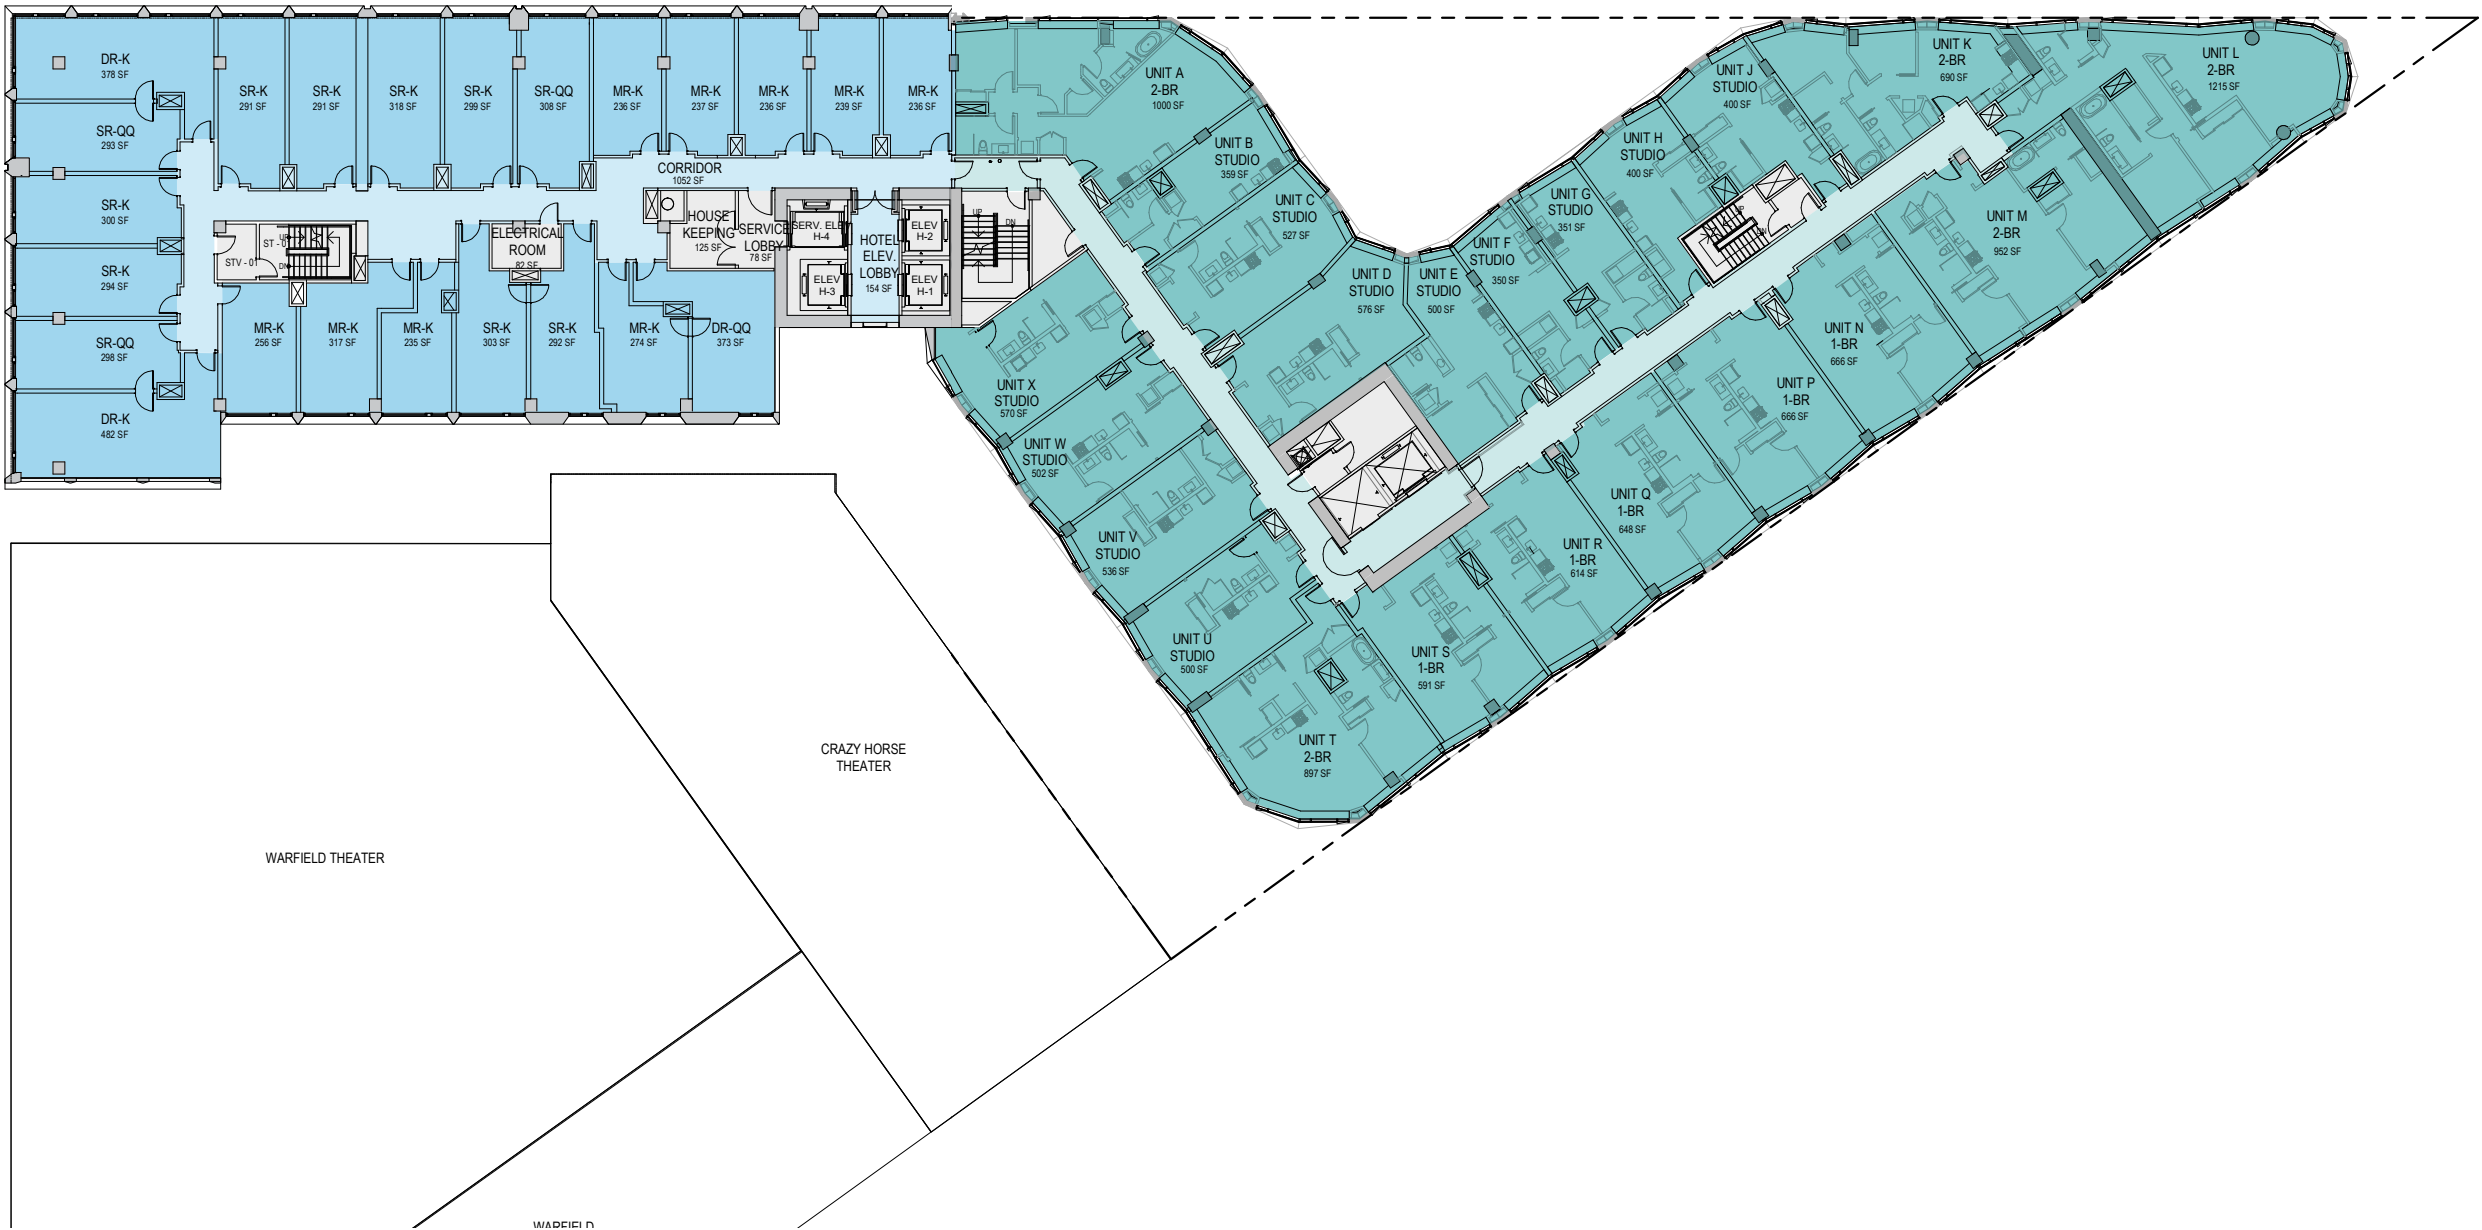 DR-K
378 SF
SR-QQ
293 SF
SR-K
300 SF
SR-K
294 SF
SR-QQ
298 SF
DR-K
482 SF
SR-K
291 SF
SR-K
291 SF
SR-K
318 SF
SR-K
299 SF
SR-QQ
308 SF
MR-K
236 SF
MR-K
237 SF
MR-K
236 SF
MR-K
239 SF
MR-K
236 SF
CORRIDOR
1052 SF
STV - 01
ST - 0
UP
DN
ELECTRICAL
ROOM
82 SF
HOUSE
KEEPING
125 SF
SERVICE
LOBBY
78 SF
SERV. ELE
H-4
ELEV
H-3
HOTEL
ELEV.
LOBBY
154 SF
ELEV
H-2
ELEV
H-1
UP
DN
MR-K
256 SF
MR-K
317 SF
MR-K
235 SF
SR-K
303 SF
SR-K
292 SF
MR-K
274 SF
DR-QQ
373 SF
UNIT A
2-BR
1000 SF
UNIT B
STUDIO
359 SF
UNIT C
STUDIO
527 SF
UNIT D
STUDIO
576 SF
UNIT E
STUDIO
500 SF
UNIT F
STUDIO
350 SF
UNIT G
STUDIO
351 SF
UNIT H
STUDIO
400 SF
UNIT J
STUDIO
400 SF
UNIT K
2-BR
690 SF
UNIT L
2-BR
1215 SF
UP
DN
UNIT M
2-BR
952 SF
UNIT N
1-BR
666 SF
UNIT P
1-BR
666 SF
UNIT Q
1-BR
648 SF
UNIT R
1-BR
614 SF
UNIT S
1-BR
591 SF
UNIT T
2-BR
897 SF
UNIT U
STUDIO
500 SF
UNIT V
STUDIO
536 SF
UNIT W
STUDIO
502 SF
UNIT X
STUDIO
570 SF
CRAZY HORSE
THEATER
WARFIELD THEATER
WARFIELD